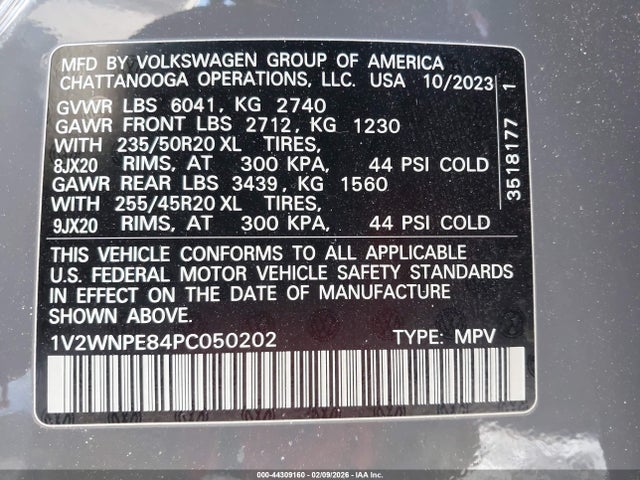 MFD BY VOLKSWAGEN GROUP OF AMERICA
CHATTANOOGA OPERATIONS, LLC. USA 10/2023
GVWR LBS 6041, KG 2740
GAWR FRONT LBS 2712, KG 1230
WITH 235/50R20 XL TIRES,
8JX20 RIMS, AT 300 KPA, 44 PSI COLD
GAWR REAR LBS 3439, KG 1560
WITH 255/45R20 XL TIRES,
9JX20 RIMS, AT 300 KPA, 44 PSI COLD
3518177 1
THIS VEHICLE CONFORMS TO ALL APPLICABLE
U.S. FEDERAL MOTOR VEHICLE SAFETY STANDARDS
IN EFFECT ON THE DATE OF MANUFACTURE
SHOWN ABOVE.
1V2WNPE84PC050202 TYPE: MPV
000-44309160 - 02/09/2026 - IAAI.com